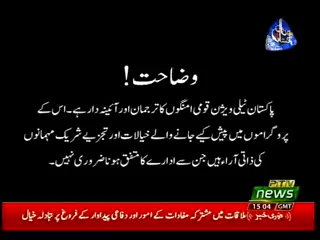 وضاحت!
پاکستان ٹیلی ویژن قومی امنگوں کا ترجمان اور آئینہ دار ہے۔ اس کے
پروگراموں میں پیش کیے جانے والے خیالات اور تجزیے شریک مہمانوں
کی ذاتی آراء ہیں جن سے ادارے کا متفق ہونا ضروری نہیں۔
PTV
news
15 04 GMT
ملاقات میں مشترکہ مفادات کے امور اور دفاعی پیداوار کے فروغ پر تبادلہ خیال